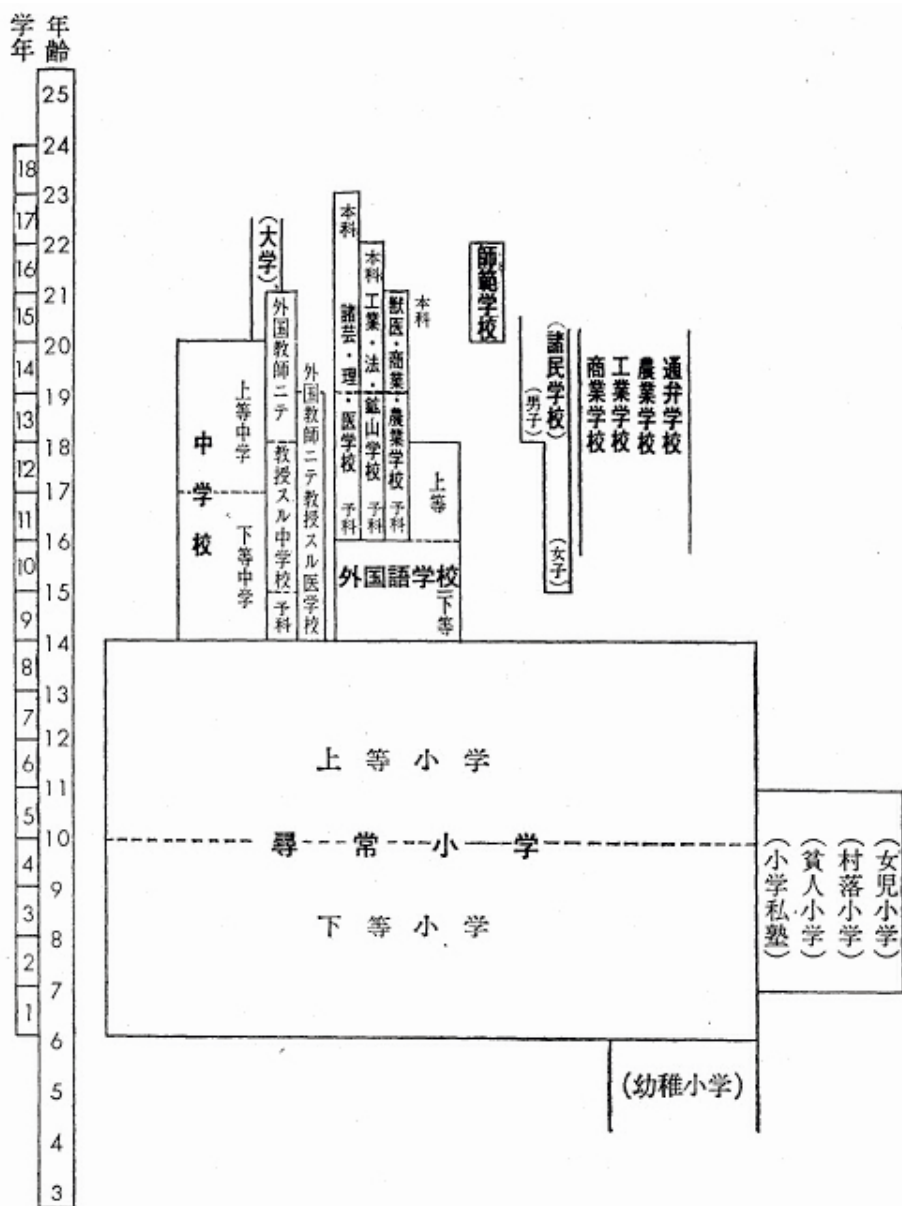 学年
年齢
25
24
23
22
21
20
19
18
17
16
15
14
13
12
11
10
9
8
7
6
5
4
3
18
17
16
15
14
13
12
11
10
9
8
7
6
5
4
3
2
1
中学校
上等中学
下等中学
(大学)
外国教師ニテ教授スル中学校
予科
外国教師ニテ教授スル医学校
本科
諸芸・理・医学校
予科
本科
工業・法・鉱山学校
予科
本科
獣医・商業・農業学校
予科
上等
外国語学校
下等
師範学校
(諸民学校)
(男子)
(女子)
商業学校
工業学校
農業学校
通弁学校
上等小学
尋常小学
下等小学
(小学私塾)
(貧人小学)
(村落小学)
(女児小学)
(幼稚小学)